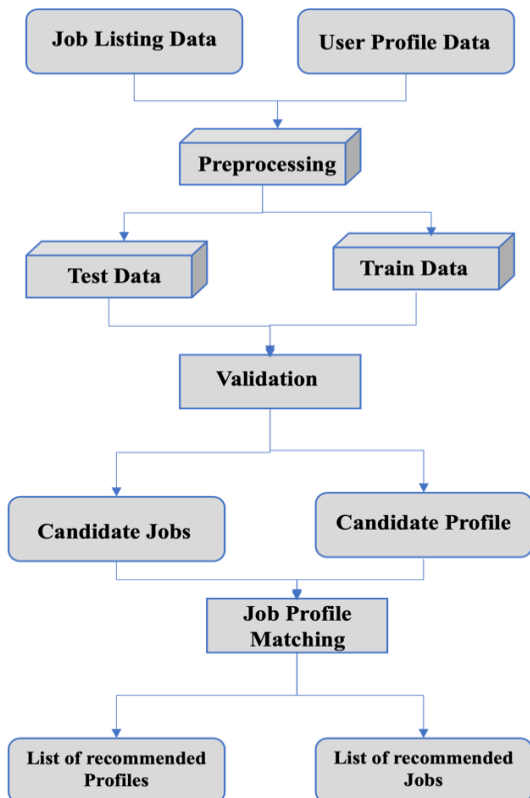 Job Listing Data
User Profile Data
Preprocessing
Test Data
Train Data
Validation
Candidate Jobs
Candidate Profile
Job Profile
Matching
List of recommended
Profiles
List of recommended
Jobs